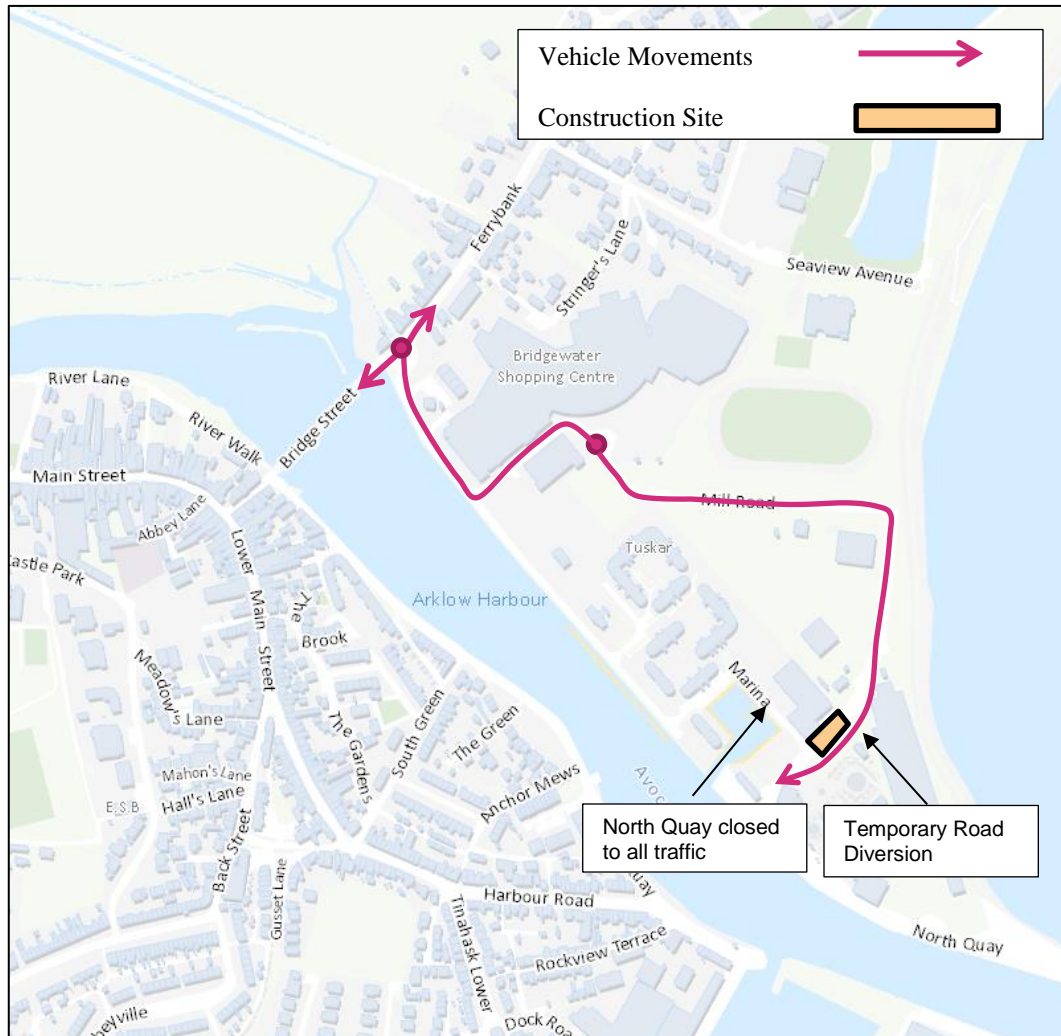 Vehicle Movements
Construction Site
Ferrybank
Stringer's Lane
Seaview Avenue
Bridgewater
Shopping Centre
River Lane
River Walk
Bridge Street
Main Street
Abbey Lane
Mill Road
Castle Park
Lower Main Street
Tuskar
The Brook
Arklow Harbour
Meadow's Lane
Marina
South Green
The Green
The Gardens
Mahon's Lane
Hall's Lane
E.S.B
Anchor Mews
Back Street
North Quay closed
to all traffic
Temporary Road
Diversion
Gusset Lane
Harbour Road
Quay
Tinahask Lower
North Quay
Rockview Terrace